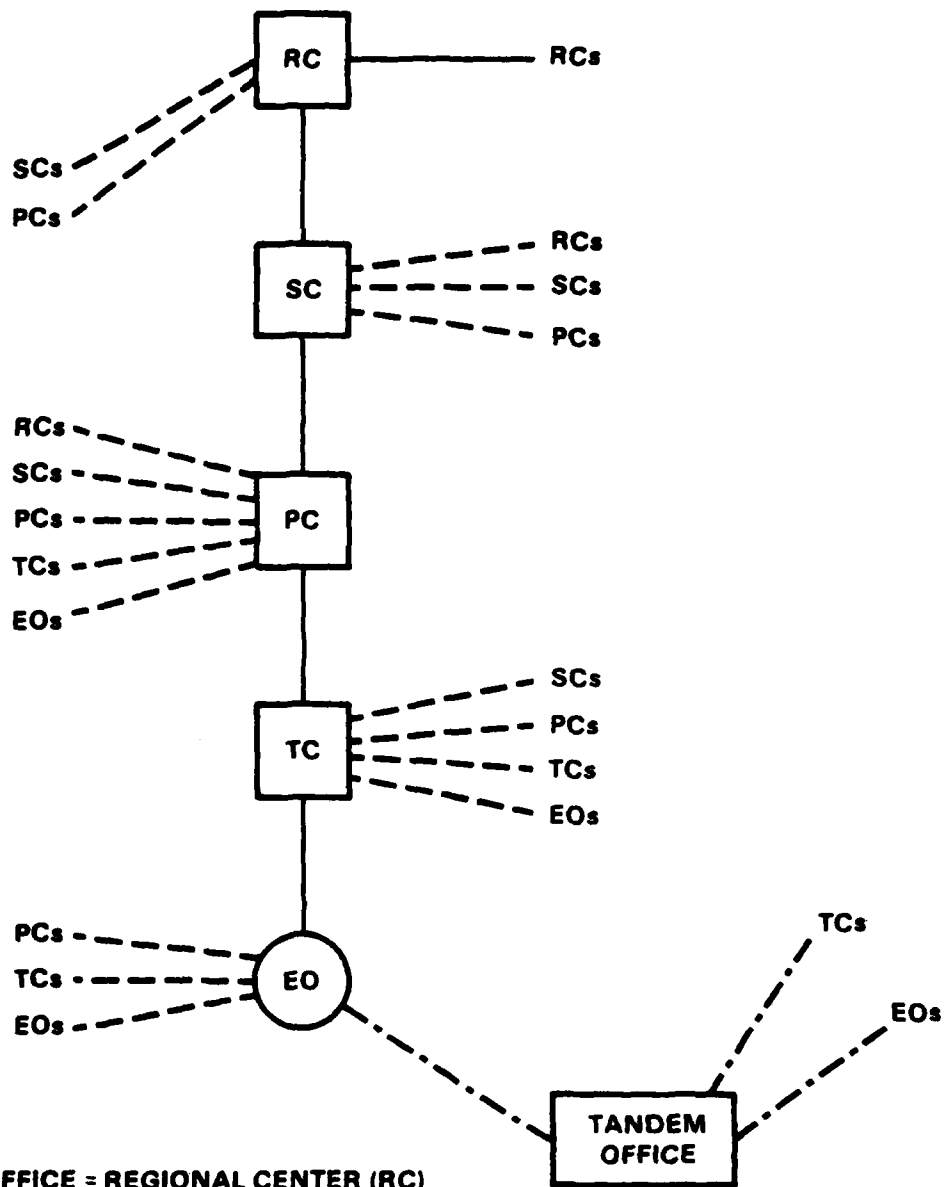 RC
RCs
SCs
PCs
RCs
SC
SCs
PCs
RCs
SCs
PC
PCs
TCs
EOs
SCs
PCs
TC
TCs
EOs
TCs
PCs
TCs
EO
EOs
EOs
TANDEM
OFFICE
= REGIONAL CENTER (RC)